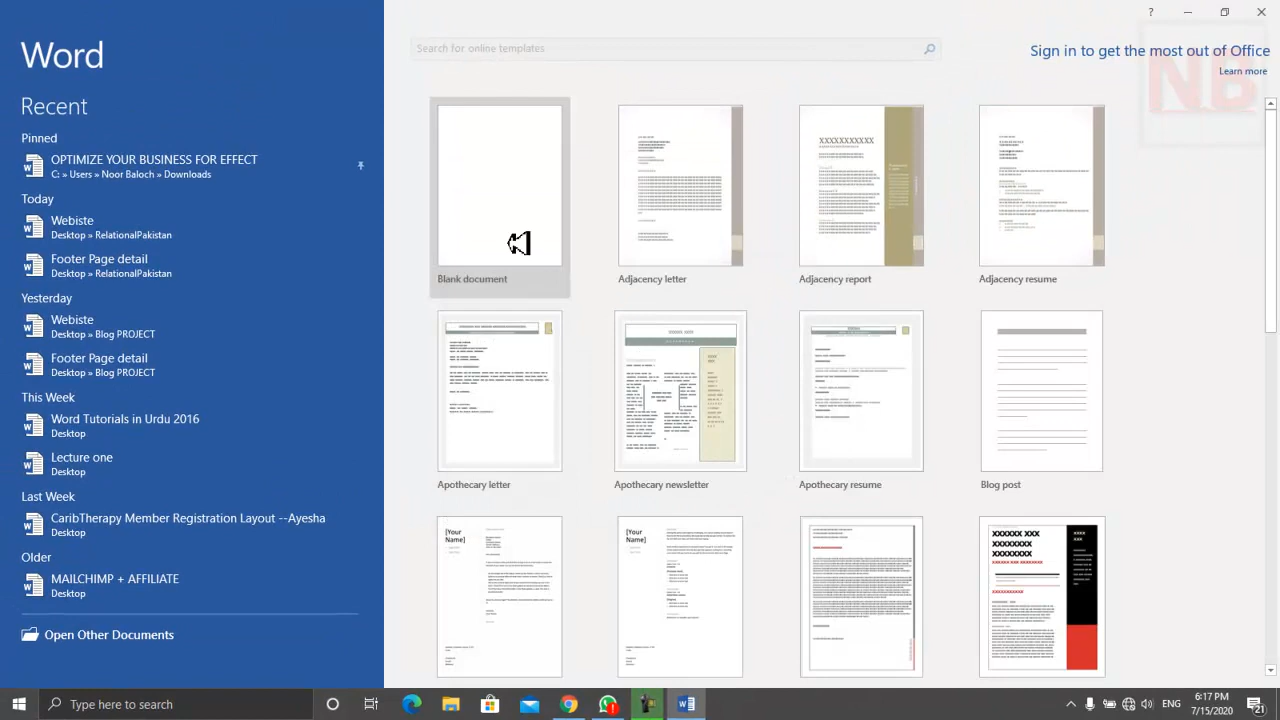 Word
Recent
Pinned
OPTIMIZE YOUR BUSINESS FOR EFFECT
C: » Users » Noor Baloch » Downloads
Today
Webiste
Desktop » RelationalPakistan
Footer Page detail
Desktop » RelationalPakistan
Yesterday
Webiste
Desktop » Blog PROJECT
Footer Page detail
Desktop » Blog PROJECT
This Week
Word Tutorial in Urdu 2016
Desktop
Lecture one
Desktop
Last Week
CaribTherapy Member Registration Layout --Ayesha
Desktop
Older
MAILCHIMP + AFFILIATE
Desktop
Open Other Documents
Search for online templates
? 
Sign in to get the most out of Office
Learn more
NB
Blank document
Adjacency letter
Adjacency report
Adjacency resume
Apothecary letter
Apothecary newsletter
Apothecary resume
Blog post
[Your
Name]
[Your
Name]
Type here to search
ENG
6:17 PM
7/15/2020
21